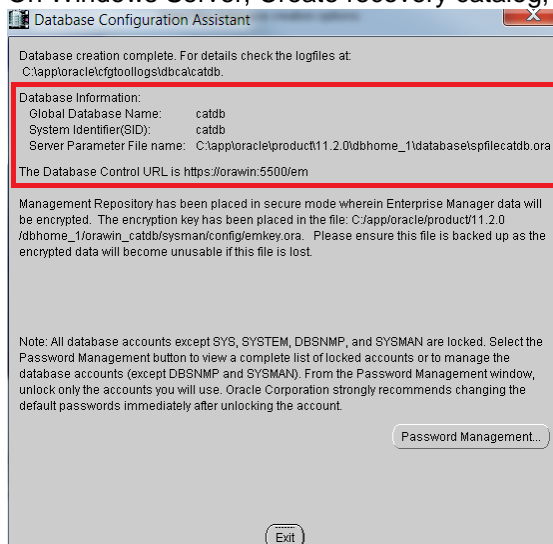 On Windows Server, Create recovery catalog,
Database Configuration Assistant
Database creation complete. For details check the logfiles at:
C:\app\oracle\cfgtoollogs\dbca\catdb.
Database Information:
Global Database Name: catdb
System Identifier(SID): catdb
Server Parameter File name: C:\app\oracle\product\11.2.0\dbhome_1\database\spfilecatdb.ora
The Database Control URL is https://orawin:5500/em
Management Repository has been placed in secure mode wherein Enterprise Manager data will
be encrypted. The encryption key has been placed in the file: C:/app/oracle/product/11.2.0
/dbhome_1/orawin_catdb/sysman/config/emkey.ora. Please ensure this file is backed up as the
encrypted data will become unusable if this file is lost.
Note: All database accounts except SYS, SYSTEM, DBSNMP, and SYSMAN are locked. Select the
Password Management button to view a complete list of locked accounts or to manage the
database accounts (except DBSNMP and SYSMAN). From the Password Management window,
unlock only the accounts you will use. Oracle Corporation strongly recommends changing the
default passwords immediately after unlocking the account.
Password Management...
Exit